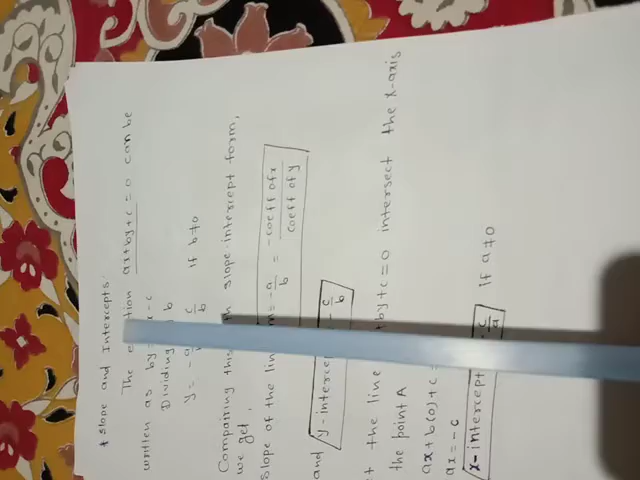 * Slope and Intercepts:
The tion ax+by+c=0 can be
written as by= x-c
Dividing b
y= - a c/b if b≠0
Comparing this slope-intercept form,
we get,
slope of the lin = -a/b = -coeff of x/coeff of y
and y-intercep - c/b
t the line +by+c=0 intersect the x-axis
the point A
ax+b(0)+c=
ax=-c
x-intercept c/a if a≠0